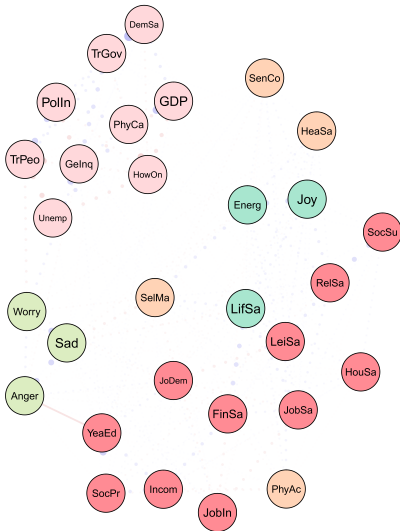 DemSa
TrGov
SenCo
PolIn
GDP
PhyCa
HeaSa
TrPeo
GeInq
HowOn
Energ
Joy
Unemp
SocSu
RelSa
SelMa
Worry
LifSa
Sad
LeiSa
HouSa
JoDem
Anger
FinSa
JobSa
YeaEd
SocPr
Incom
PhyAc
JobIn